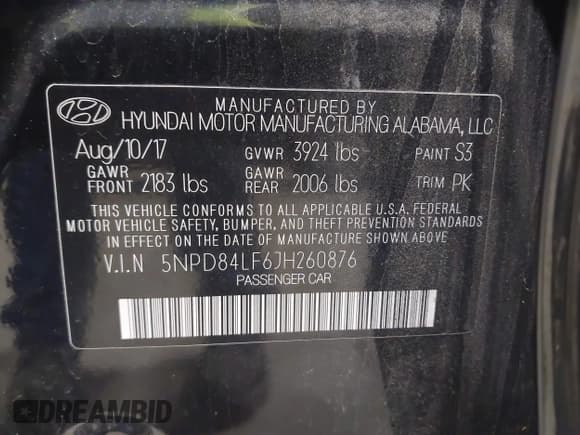 MANUFACTURED BY
HYUNDAI MOTOR MANUFACTURING ALABAMA, LLC
Aug/10/17 GVWR 3924 lbs PAINT S3
GAWR FRONT 2183 lbs GAWR REAR 2006 lbs TRIM PK
THIS VEHICLE CONFORMS TO ALL APPLICABLE U.S.A. FEDERAL
MOTOR VEHICLE SAFETY, BUMPER, AND THEFT STANDARDS
IN EFFECT ON THE DATE OF MANUFACTURE SHOWN ABOVE.
V.I.N 5NPD84LF6JH260876
PASSENGER CAR
DREAMBID